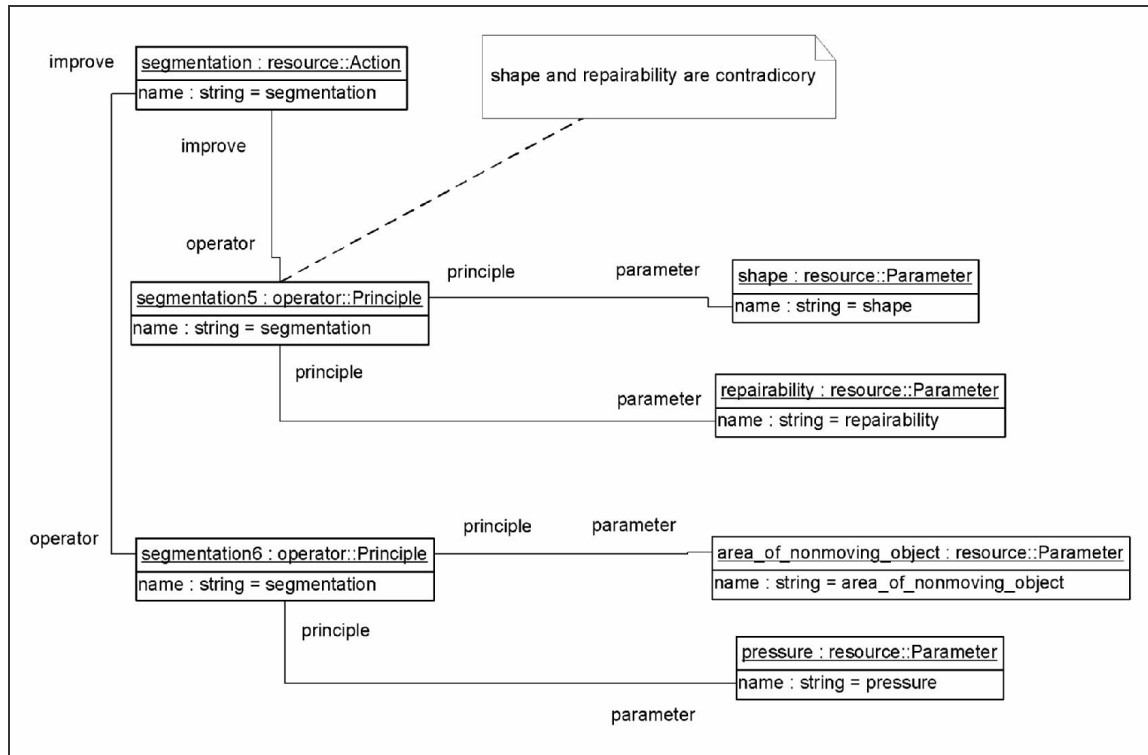 improve
segmentation : resource::Action
name : string = segmentation
shape and repairability are contradicory
improve
operator
principle
parameter
shape : resource::Parameter
name : string = shape
segmentation5 : operator::Principle
name : string = segmentation
principle
parameter
repairability : resource::Parameter
name : string = repairability
operator
principle
parameter
segmentation6 : operator::Principle
name : string = segmentation
area_of_nonmoving_object : resource::Parameter
name : string = area_of_nonmoving_object
principle
pressure : resource::Parameter
name : string = pressure
parameter